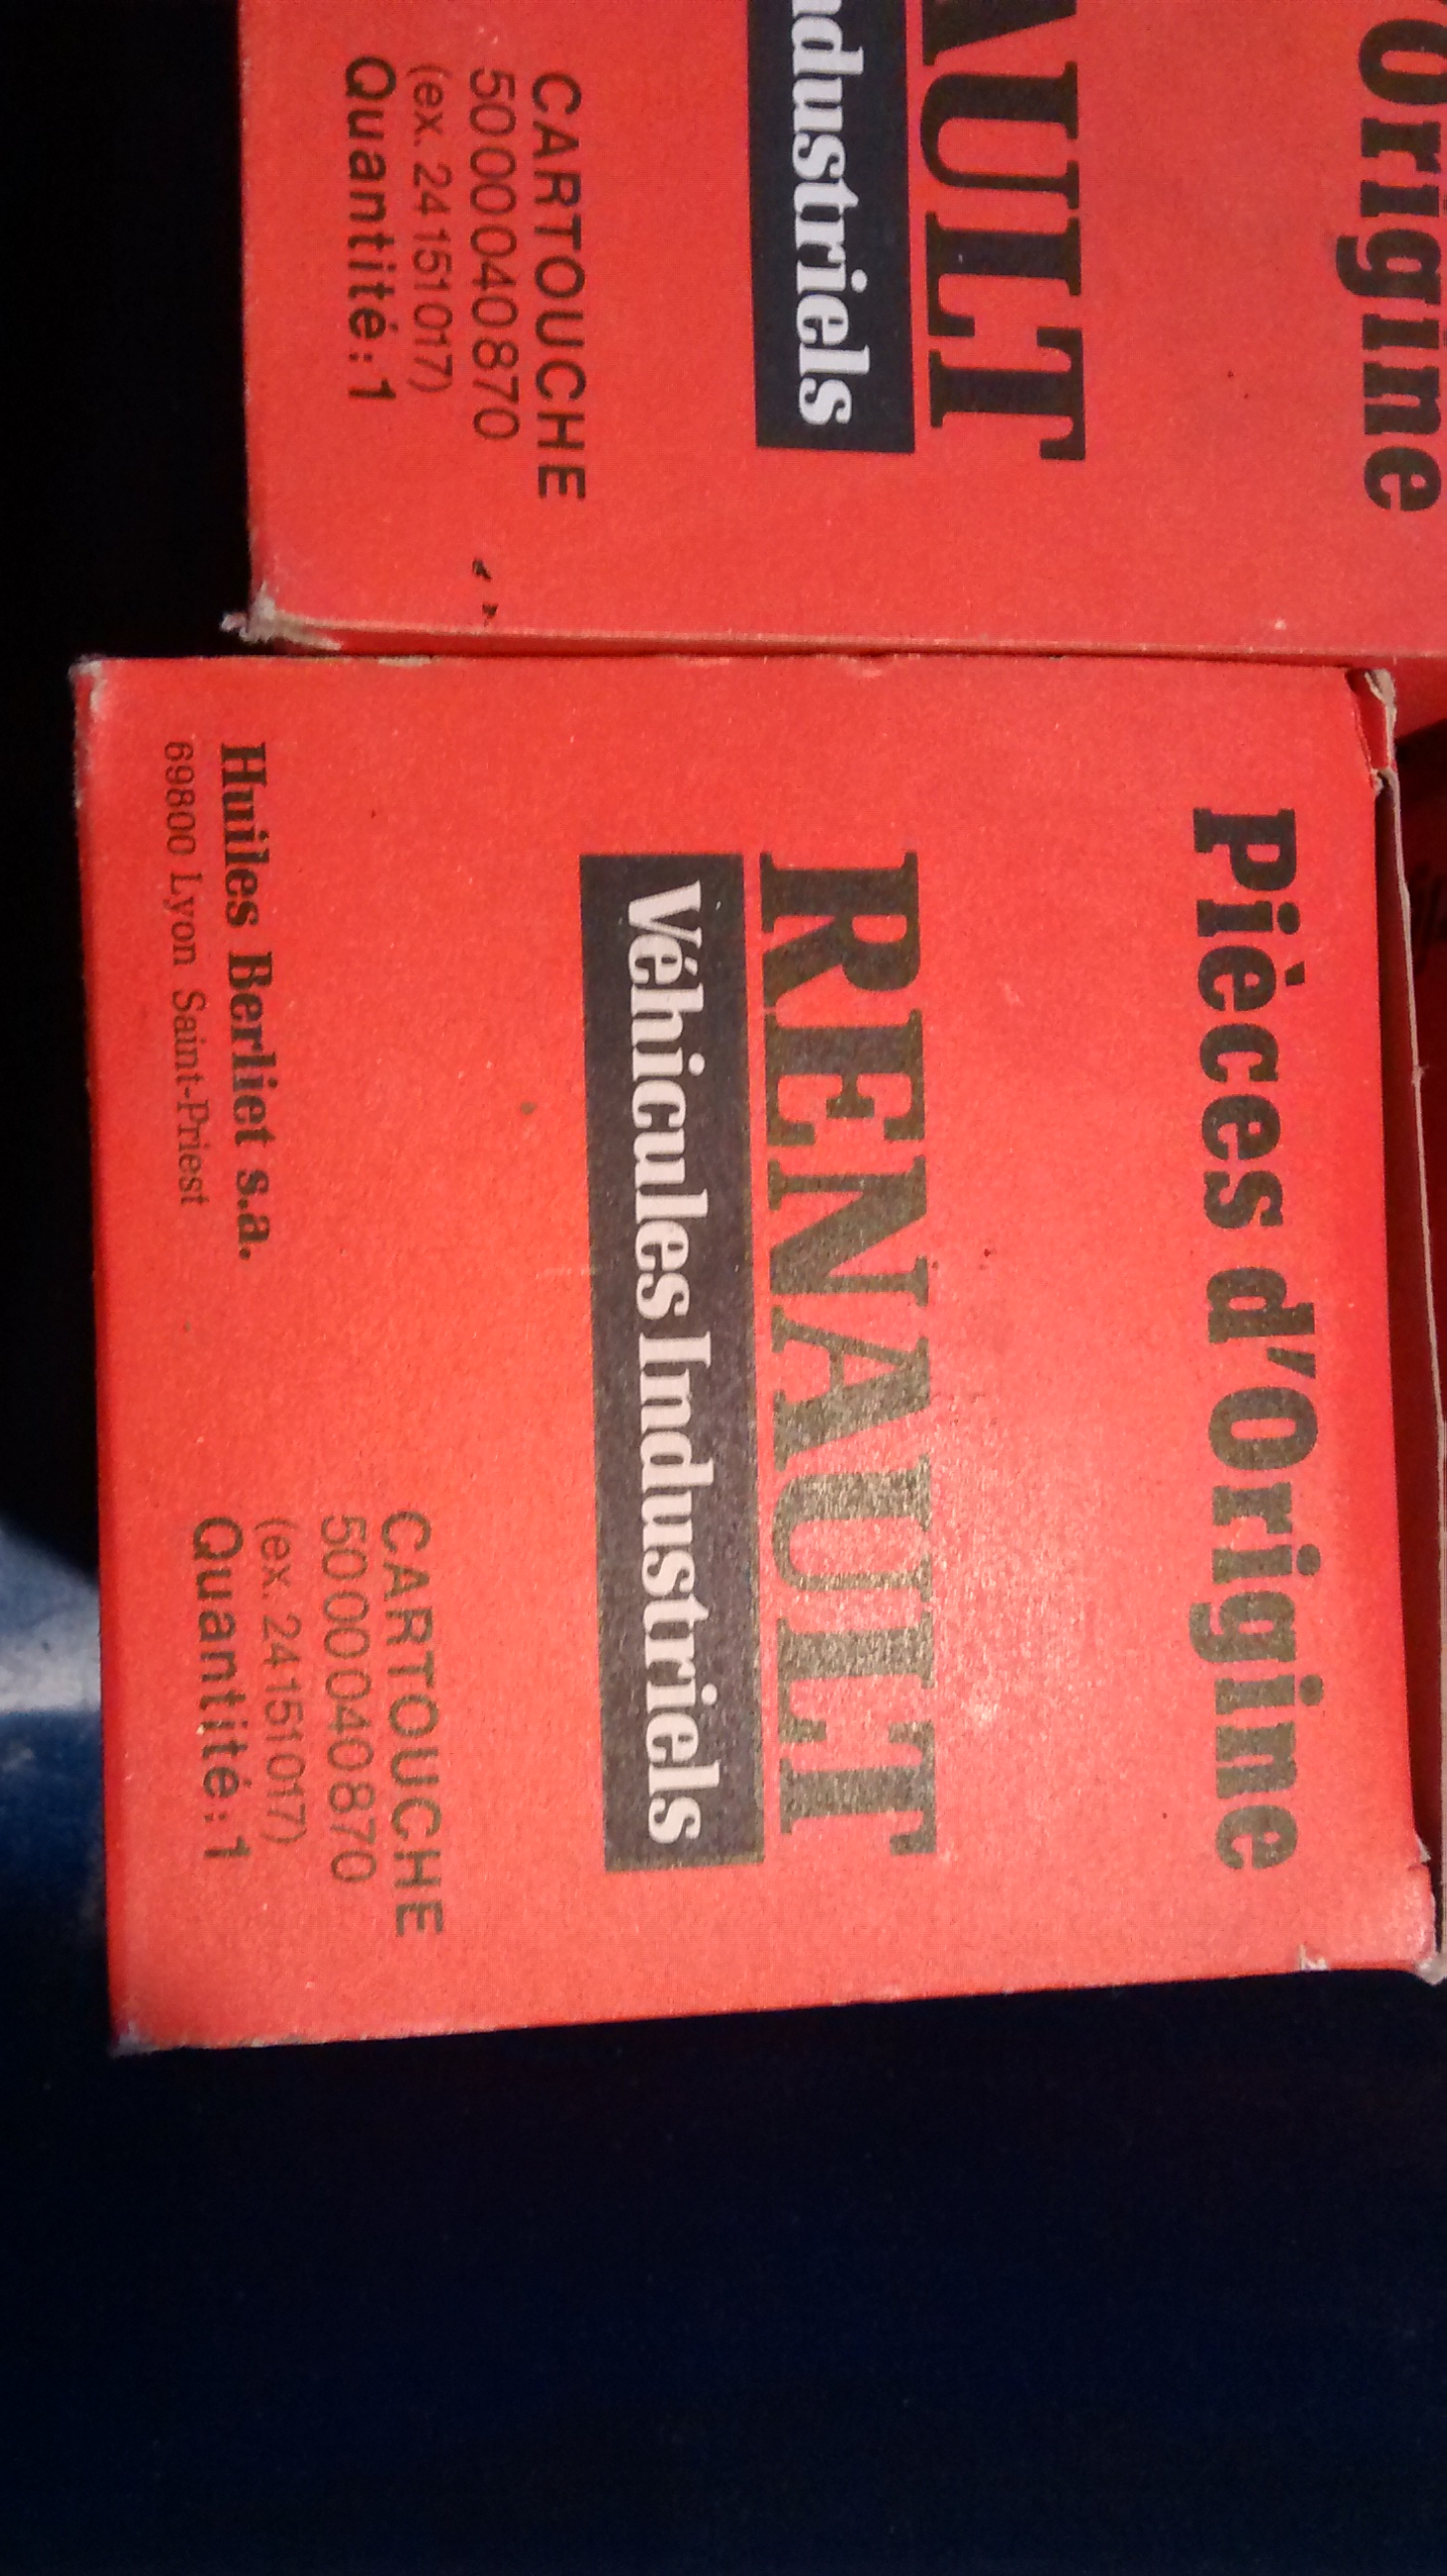 Origine
AULT
ndustriels
CARTOUCHE
5000040870
(ex. 24151017)
Quantité:1
Pièces d'Origine
RENAULT
Véhicules Industriels
CARTOUCHE
5000040870
(ex. 24151017)
Quantité:1
Huiles Berliet s.a.
69800 Lyon Saint-Priest